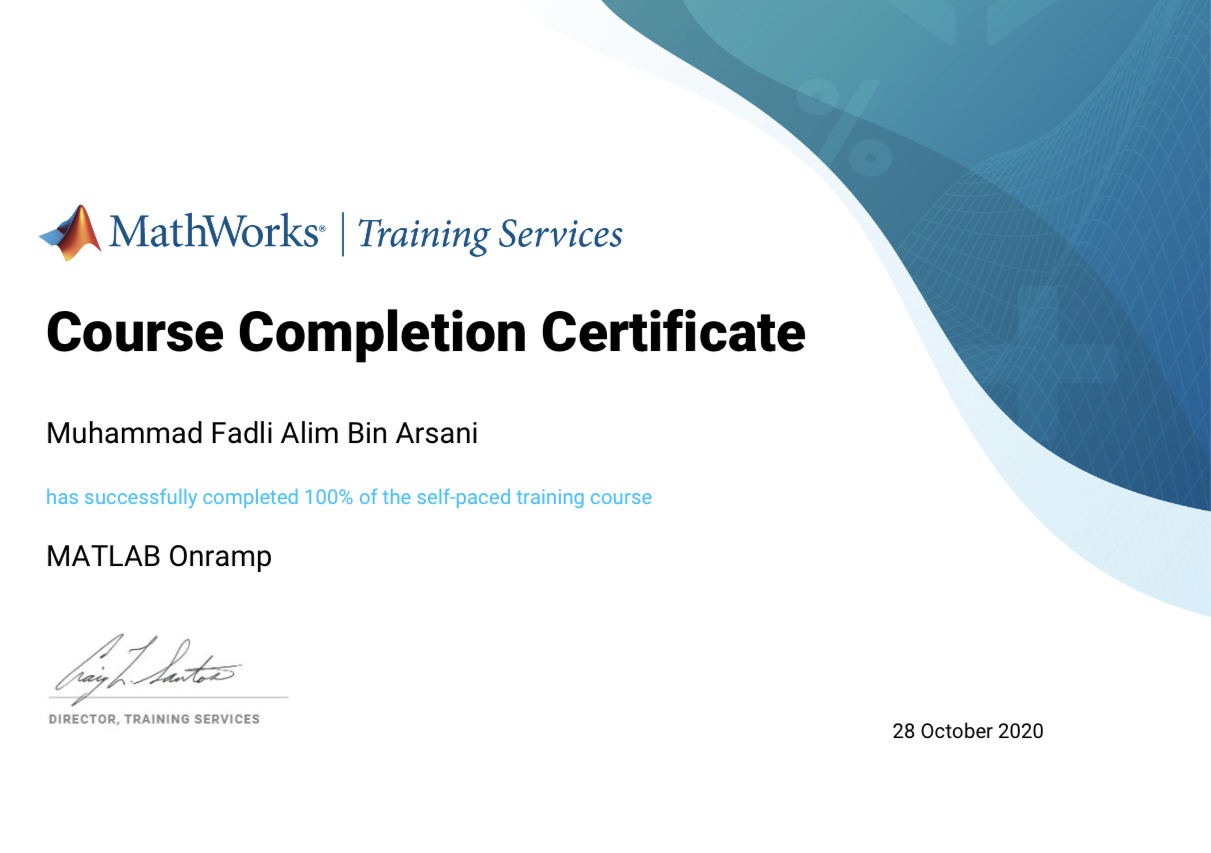 MathWorks® | Training Services
Course Completion Certificate
Muhammad Fadli Alim Bin Arsani
has successfully completed 100% of the self-paced training course
MATLAB Onramp
Craig L. Santos
DIRECTOR, TRAINING SERVICES
28 October 2020
%
+